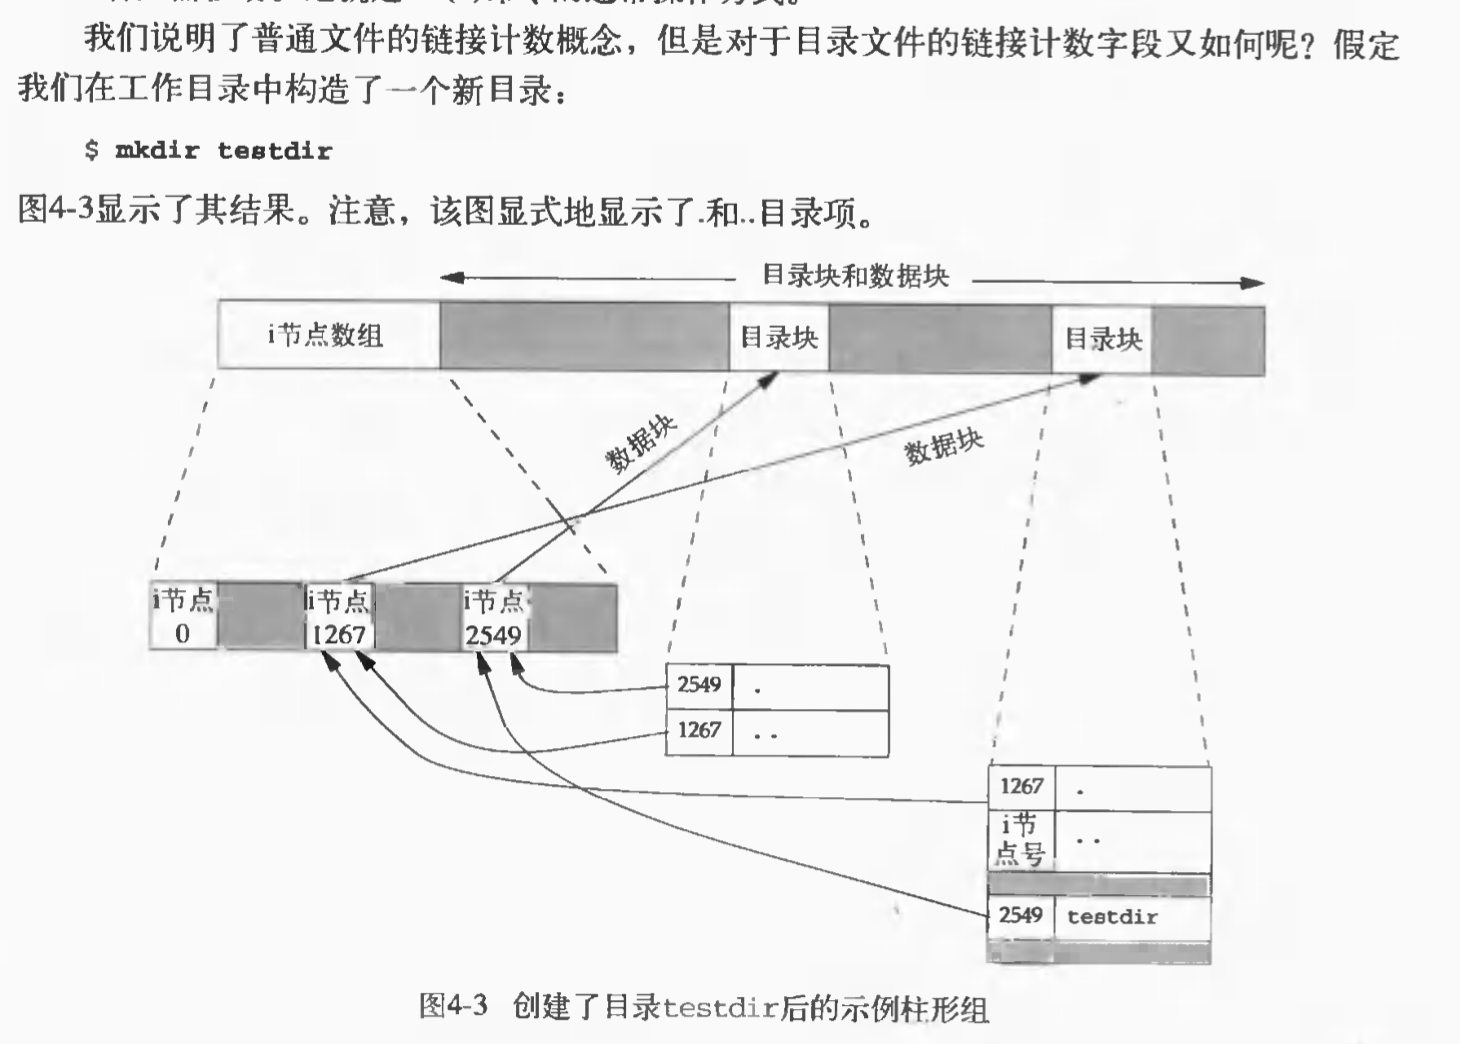 我们说明了普通文件的链接计数概念，但是对于目录文件的链接计数字段又如何呢？假定
我们在工作目录中构造了一个新目录：
$ mkdir testdir
图4-3显示了其结果。注意，该图显式地显示了.和..目录项。
目录块和数据块
i节点数组
目录块
目录块
数据块
数据块
i节点
0
i节点
1267
i节点
2549
2549 .
1267 ..
1267 .
i节
点号 ..
2549 testdir
图4-3 创建了目录testdir后的示例柱形组